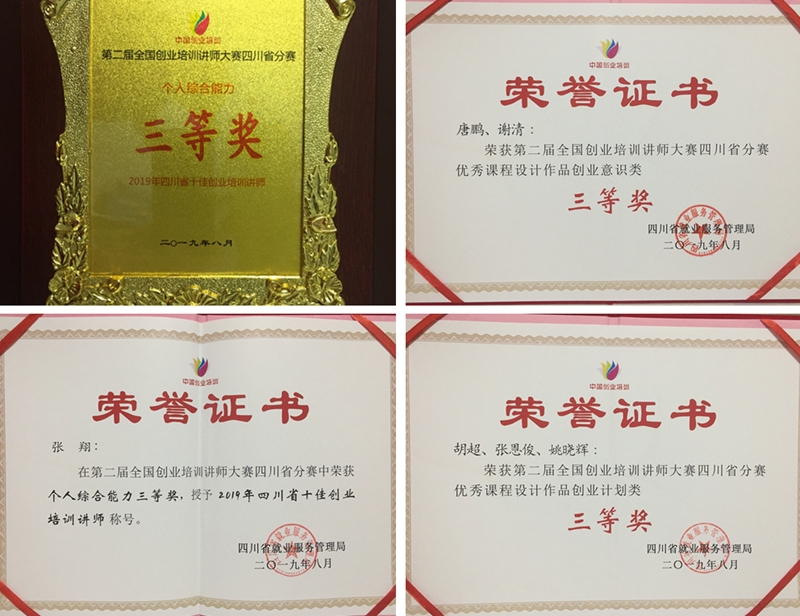 中国创业培训
第二届全国创业培训讲师大赛四川省分赛
个人综合能力
三等奖
2019年四川省十佳创业培训讲师
二〇一九年八月
中国创业培训
荣誉证书
唐鹏、谢清：
荣获第二届全国创业培训讲师大赛四川省分赛
优秀课程设计作品创业意识类
三等奖
四川省就业服务管理局
二〇一九年八月
中国创业培训
荣誉证书
张 翔：
在第二届全国创业培训讲师大赛四川省分赛中荣获
个人综合能力三等奖，授予2019年四川省十佳创业
培训讲师称号。
四川省就业服务管理局
二〇一九年八月
中国创业培训
荣誉证书
胡超、张恩俊、姚晓辉：
荣获第二届全国创业培训讲师大赛四川省分赛
优秀课程设计作品创业计划类
三等奖
四川省就业服务管理局
二〇一九年八月